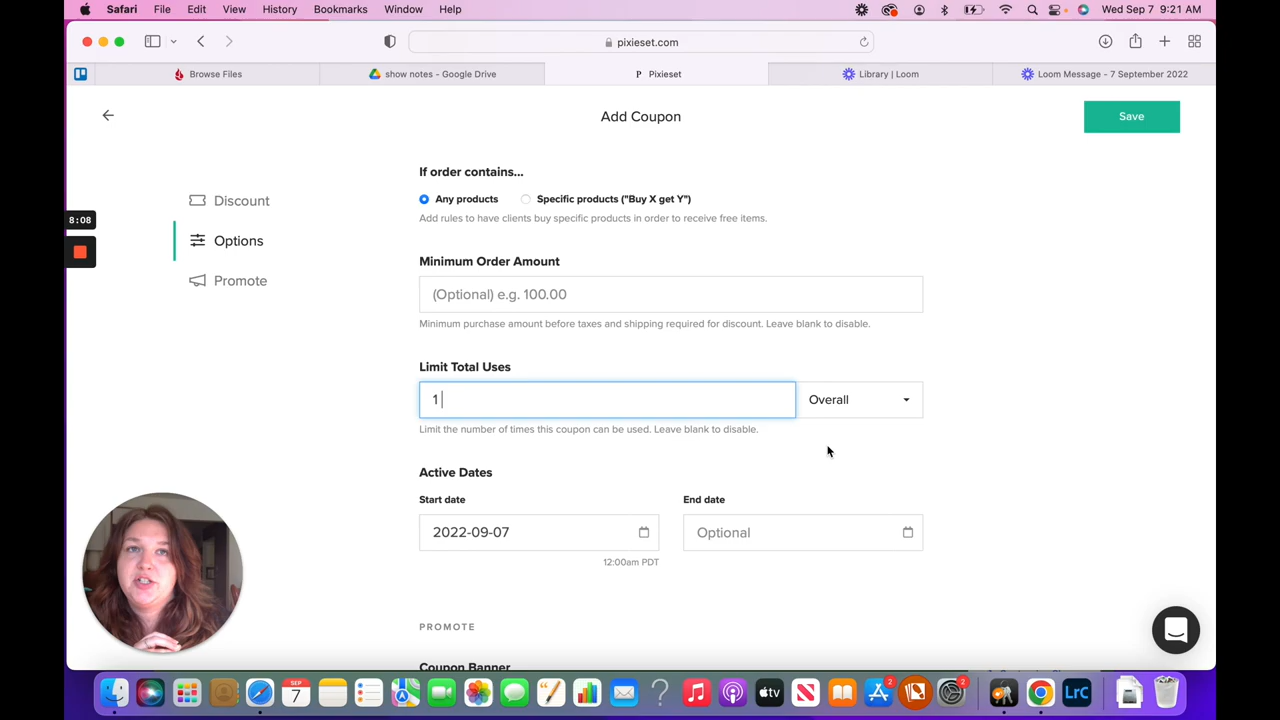 Safari File Edit View History Bookmarks Window Help Wed Sep 7 9:21 AM
pixieset.com
Browse Files show notes - Google Drive P Pixieset Library | Loom Loom Message - 7 September 2022
Add Coupon
Save
If order contains...
Discount
Any products Specific products ("Buy X get Y")
8:08
Add rules to have clients buy specific products in order to receive free items.
Options
Minimum Order Amount
Promote
(Optional) e.g. 100.00
Minimum purchase amount before taxes and shipping required for discount. Leave blank to disable.
Limit Total Uses
1 Overall
Limit the number of times this coupon can be used. Leave blank to disable.
Active Dates
Start date End date
2022-09-07 Optional
12:00am PDT
PROMOTE
Coupon Banner
SEP
7
2
2
LrC